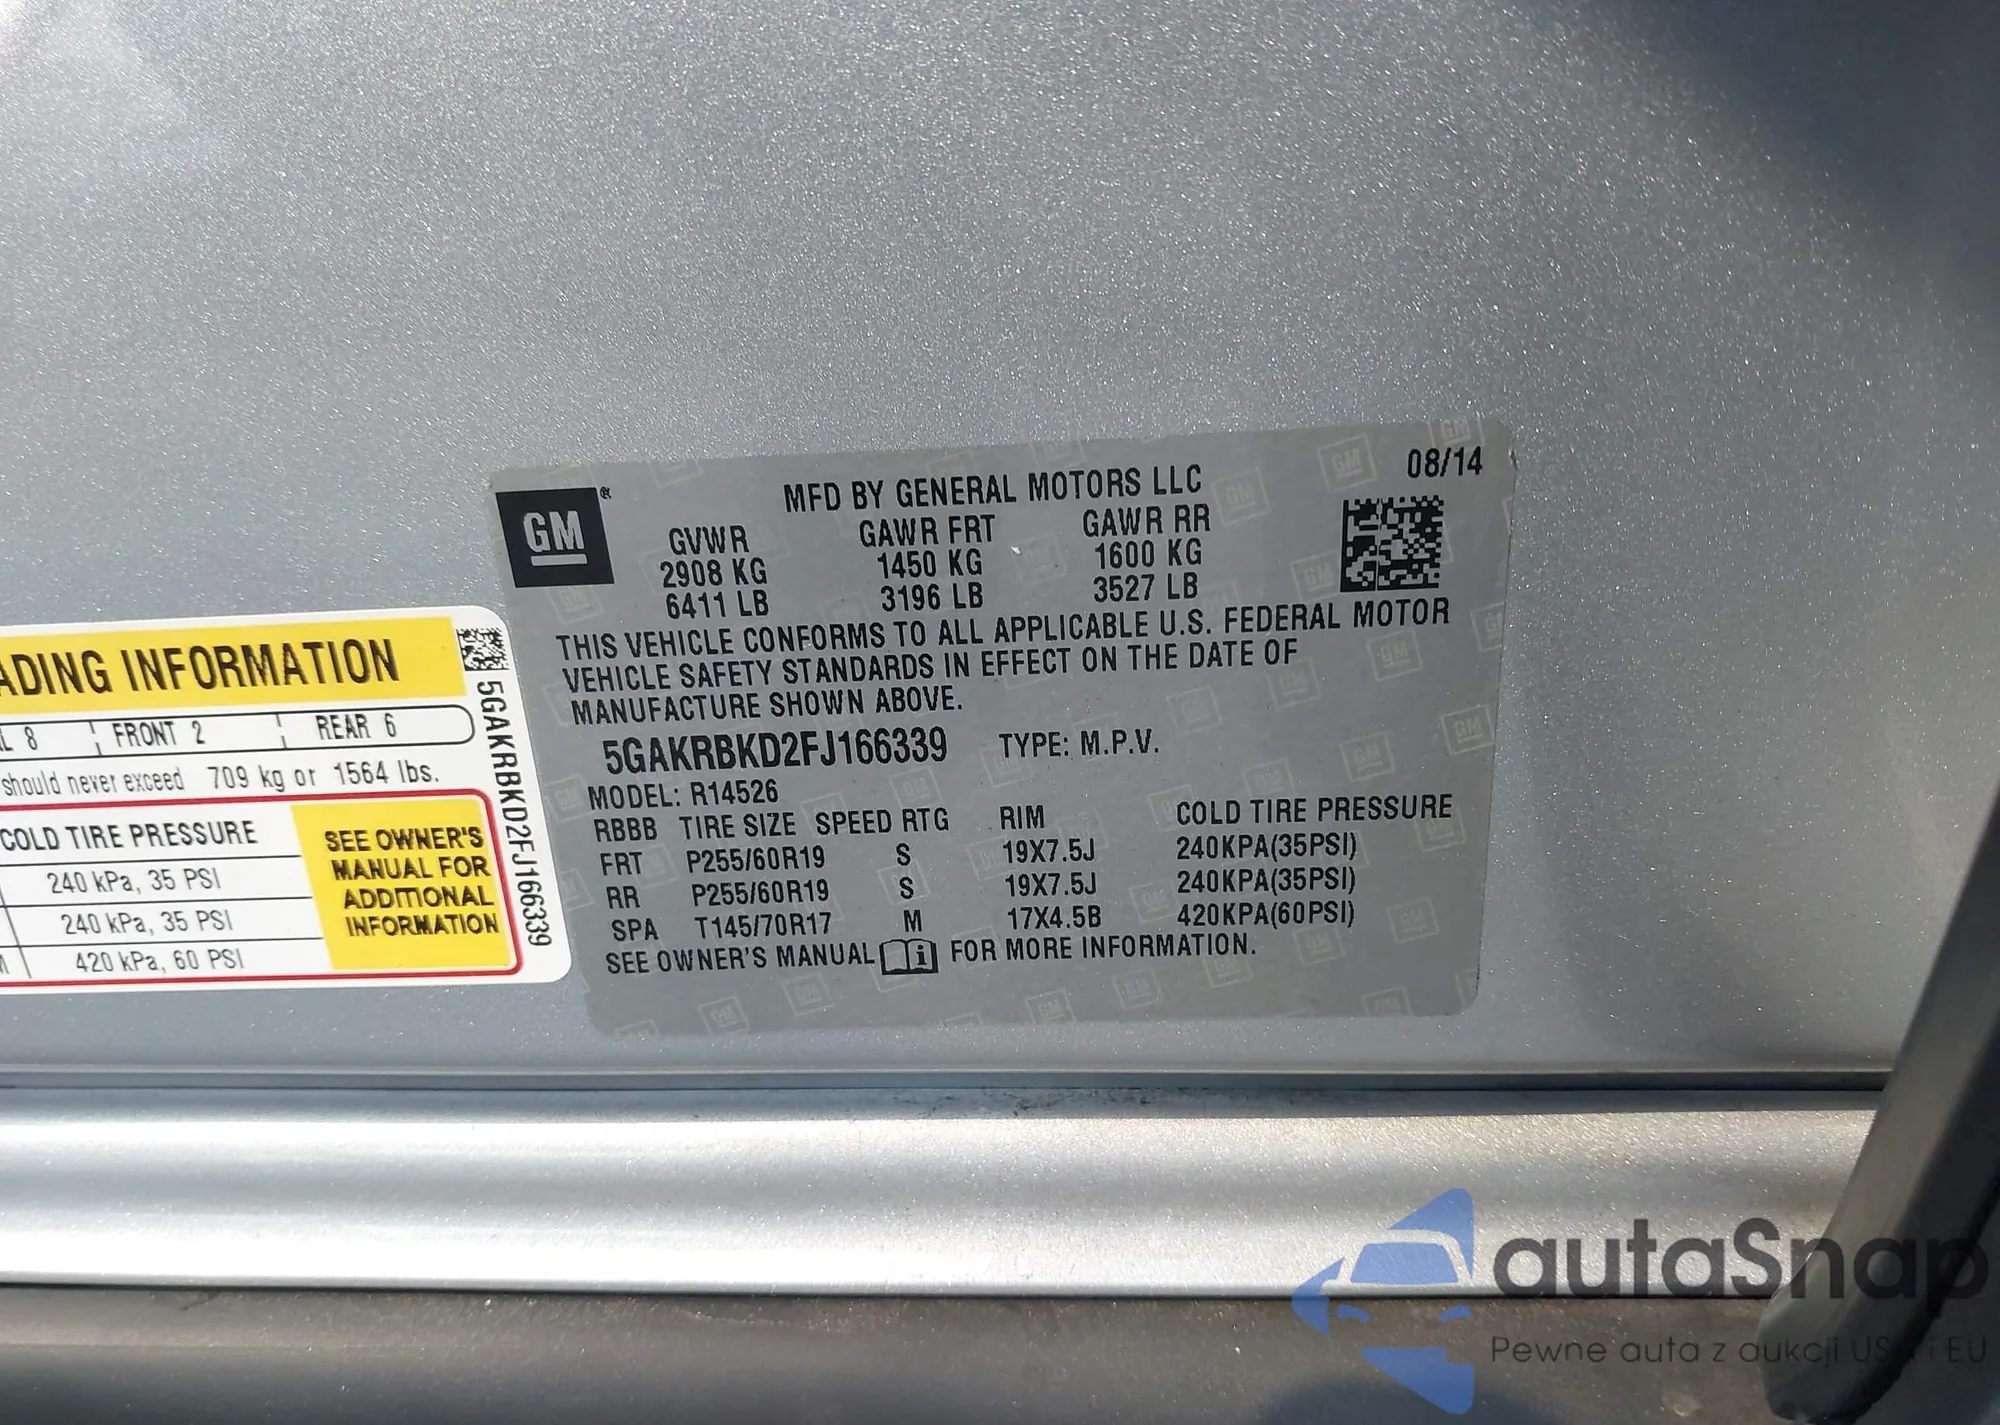 MFD BY GENERAL MOTORS LLC 08/14
GM®
GVWR GAWR FRT GAWR RR
2908 KG 1450 KG 1600 KG
6411 LB 3196 LB 3527 LB
THIS VEHICLE CONFORMS TO ALL APPLICABLE U.S. FEDERAL MOTOR
VEHICLE SAFETY STANDARDS IN EFFECT ON THE DATE OF
MANUFACTURE SHOWN ABOVE.
5GAKRBKD2FJ166339 TYPE: M.P.V.
MODEL: R14526
RBBB TIRE SIZE SPEED RTG RIM COLD TIRE PRESSURE
FRT P255/60R19 S 19X7.5J 240KPA(35PSI)
RR P255/60R19 S 19X7.5J 240KPA(35PSI)
SPA T145/70R17 M 17X4.5B 420KPA(60PSI)
SEE OWNER'S MANUAL FOR MORE INFORMATION.
ADING INFORMATION
L 8 FRONT 2 REAR 6
should never exceed 709 kg or 1564 lbs.
COLD TIRE PRESSURE
240 kPa, 35 PSI
240 kPa, 35 PSI
M 420 kPa, 60 PSI
SEE OWNER'S
MANUAL FOR
ADDITIONAL
INFORMATION
5GAKRBKD2FJ166339
autaSnap
Pewne auta z aukcji US i EU